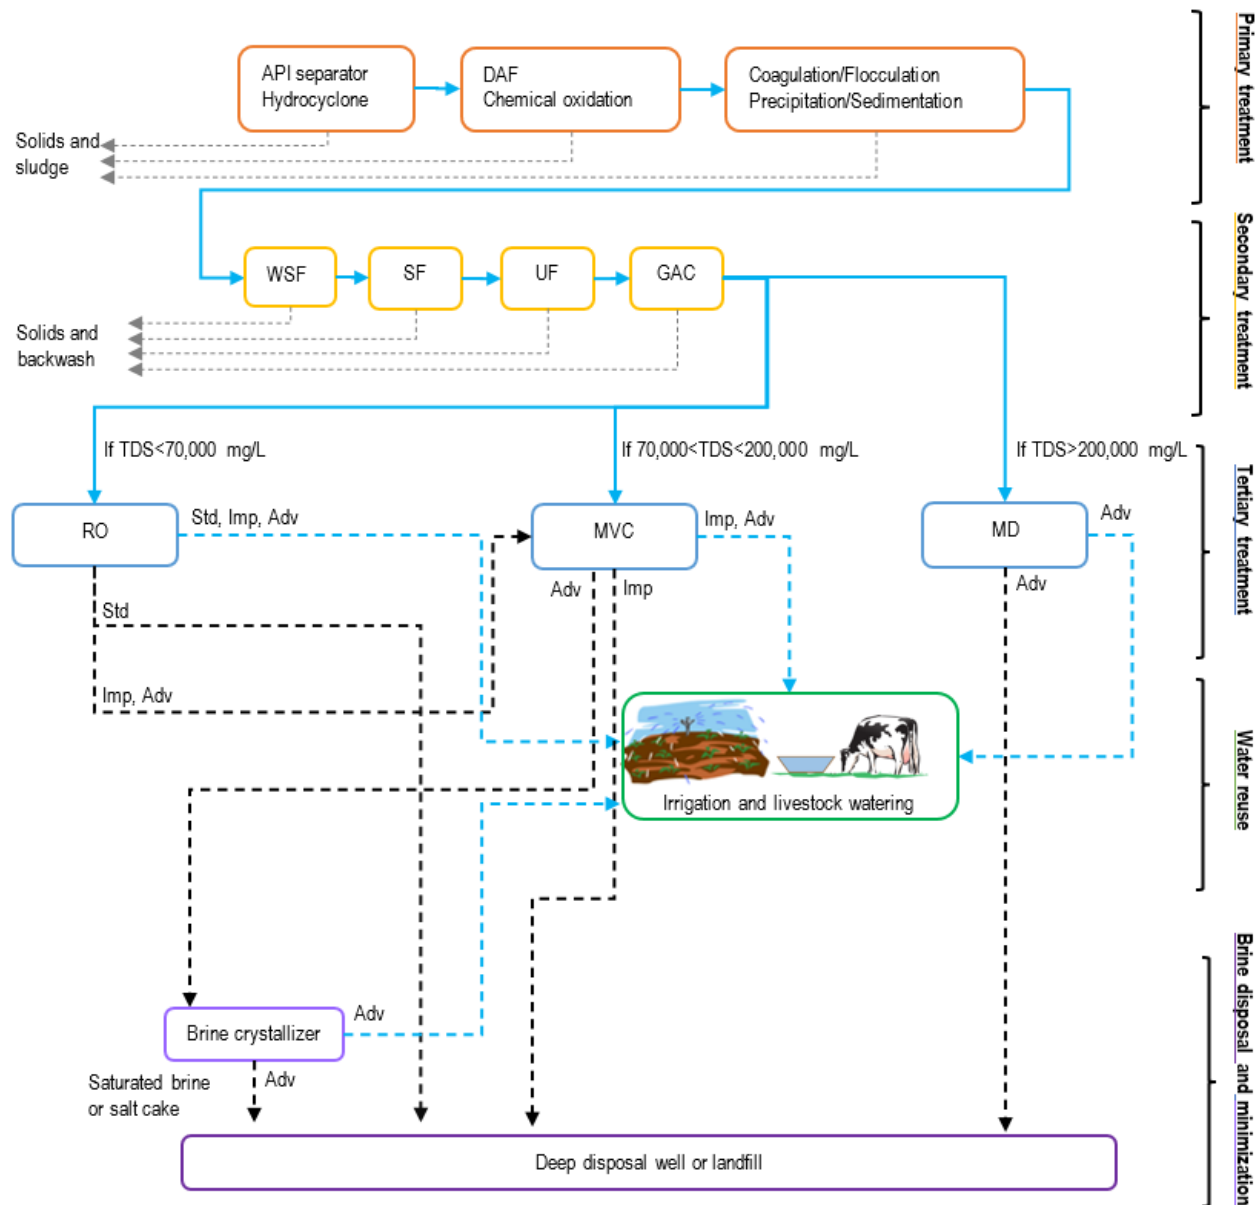 Primary treatment
API separator
Hydrocyclone
DAF
Chemical oxidation
Coagulation/Flocculation
Precipitation/Sedimentation
Solids and
sludge
Secondary treatment
WSF
SF
UF
GAC
Solids and
backwash
If TDS<70,000 mg/L
If 70,000<TDS<200,000 mg/L
If TDS>200,000 mg/L
Tertiary treatment
RO
Std, Imp, Adv
MVC
Imp, Adv
MD
Adv
Std
Adv
Imp
Adv
Imp, Adv
Water reuse
Irrigation and livestock watering
Brine disposal and minimization
Brine crystallizer
Adv
Saturated brine
or salt cake
Adv
Deep disposal well or landfill